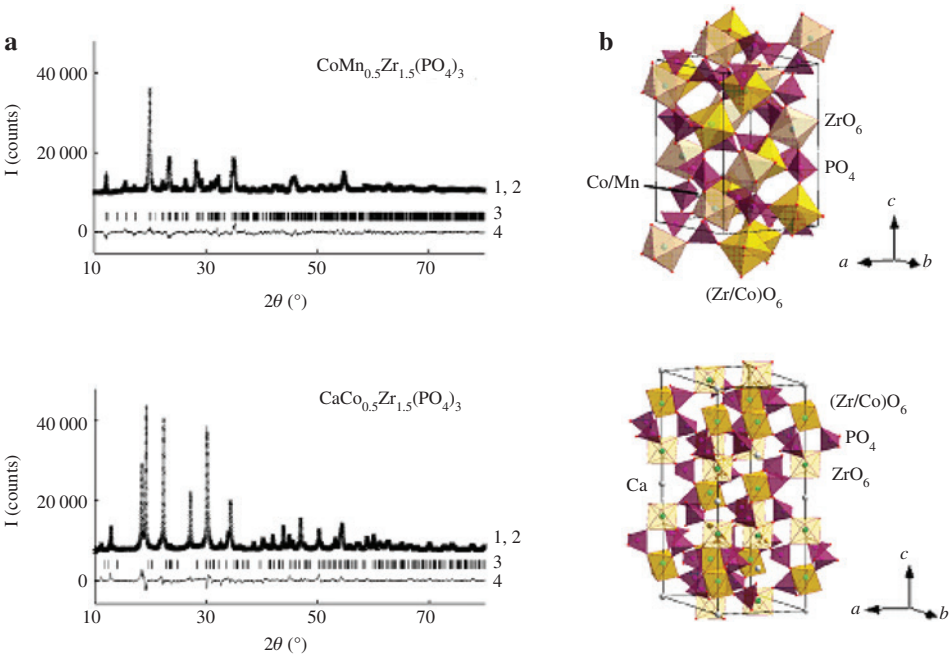 a
CoMn0.5Zr1.5(PO4)3
I (counts)
40 000
20 000
0
1, 2
3
4
10 30 50 70
2θ (°)
CaCo0.5Zr1.5(PO4)3
I (counts)
40 000
20 000
0
1, 2
3
4
10 30 50 70
2θ (°)
b
ZrO6
PO4
Co/Mn
(Zr/Co)O6
c
a b
(Zr/Co)O6
PO4
ZrO6
Ca
c
a b